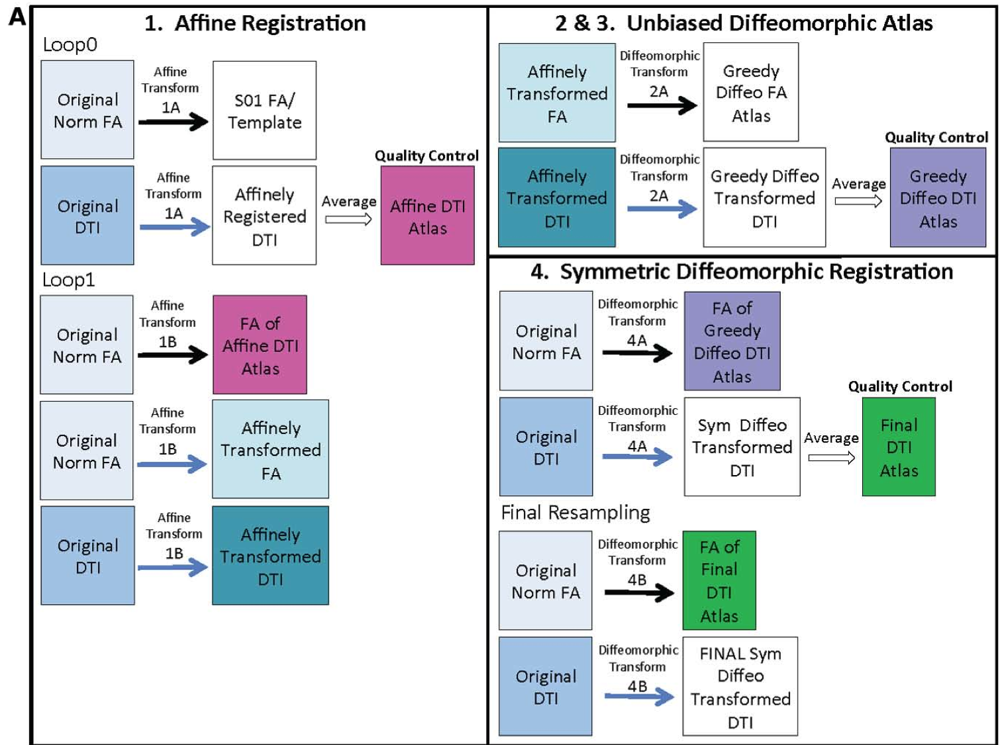 A
1. Affine Registration
Loop0
Original
Norm FA
Affine
Transform
1A
S01 FA/
Template
Original
DTI
Affine
Transform
1A
Affinely
Registered
DTI
Average
Quality Control
Affine DTI
Atlas
Loop1
Original
Norm FA
Affine
Transform
1B
FA of
Affine DTI
Atlas
Original
Norm FA
Affine
Transform
1B
Affinely
Transformed
FA
Original
DTI
Affine
Transform
1B
Affinely
Transformed
DTI
2 & 3. Unbiased Diffeomorphic Atlas
Affinely
Transformed
FA
Diffeomorphic
Transform
2A
Greedy
Diffeo FA
Atlas
Affinely
Transformed
DTI
Diffeomorphic
Transform
2A
Greedy Diffeo
Transformed
DTI
Average
Quality Control
Greedy
Diffeo DTI
Atlas
4. Symmetric Diffeomorphic Registration
Original
Norm FA
Diffeomorphic
Transform
4A
FA of
Greedy
Diffeo DTI
Atlas
Original
DTI
Diffeomorphic
Transform
4A
Sym Diffeo
Transformed
DTI
Average
Quality Control
Final
DTI
Atlas
Final Resampling
Original
Norm FA
Diffeomorphic
Transform
4B
FA of
Final
DTI
Atlas
Original
DTI
Diffeomorphic
Transform
4B
FINAL Sym
Diffeo
Transformed
DTI